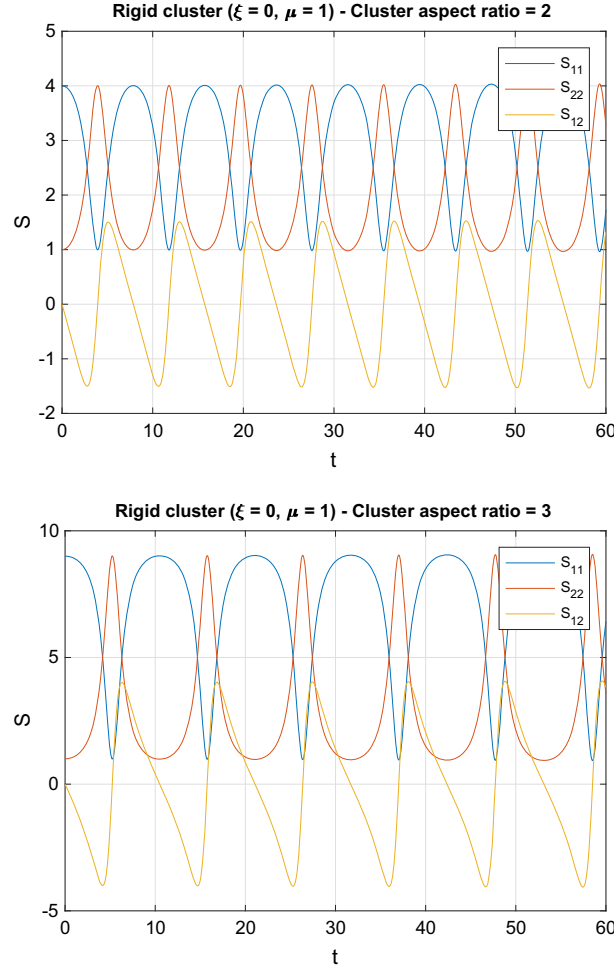 Rigid cluster (ξ = 0, μ = 1) - Cluster aspect ratio = 2
5
4
3
2
1
0
-1
-2
S
S11
S22
S12
0 10 20 30 40 50 60
t
Rigid cluster (ξ = 0, μ = 1) - Cluster aspect ratio = 3
10
5
0
-5
S
S11
S22
S12
0 10 20 30 40 50 60
t